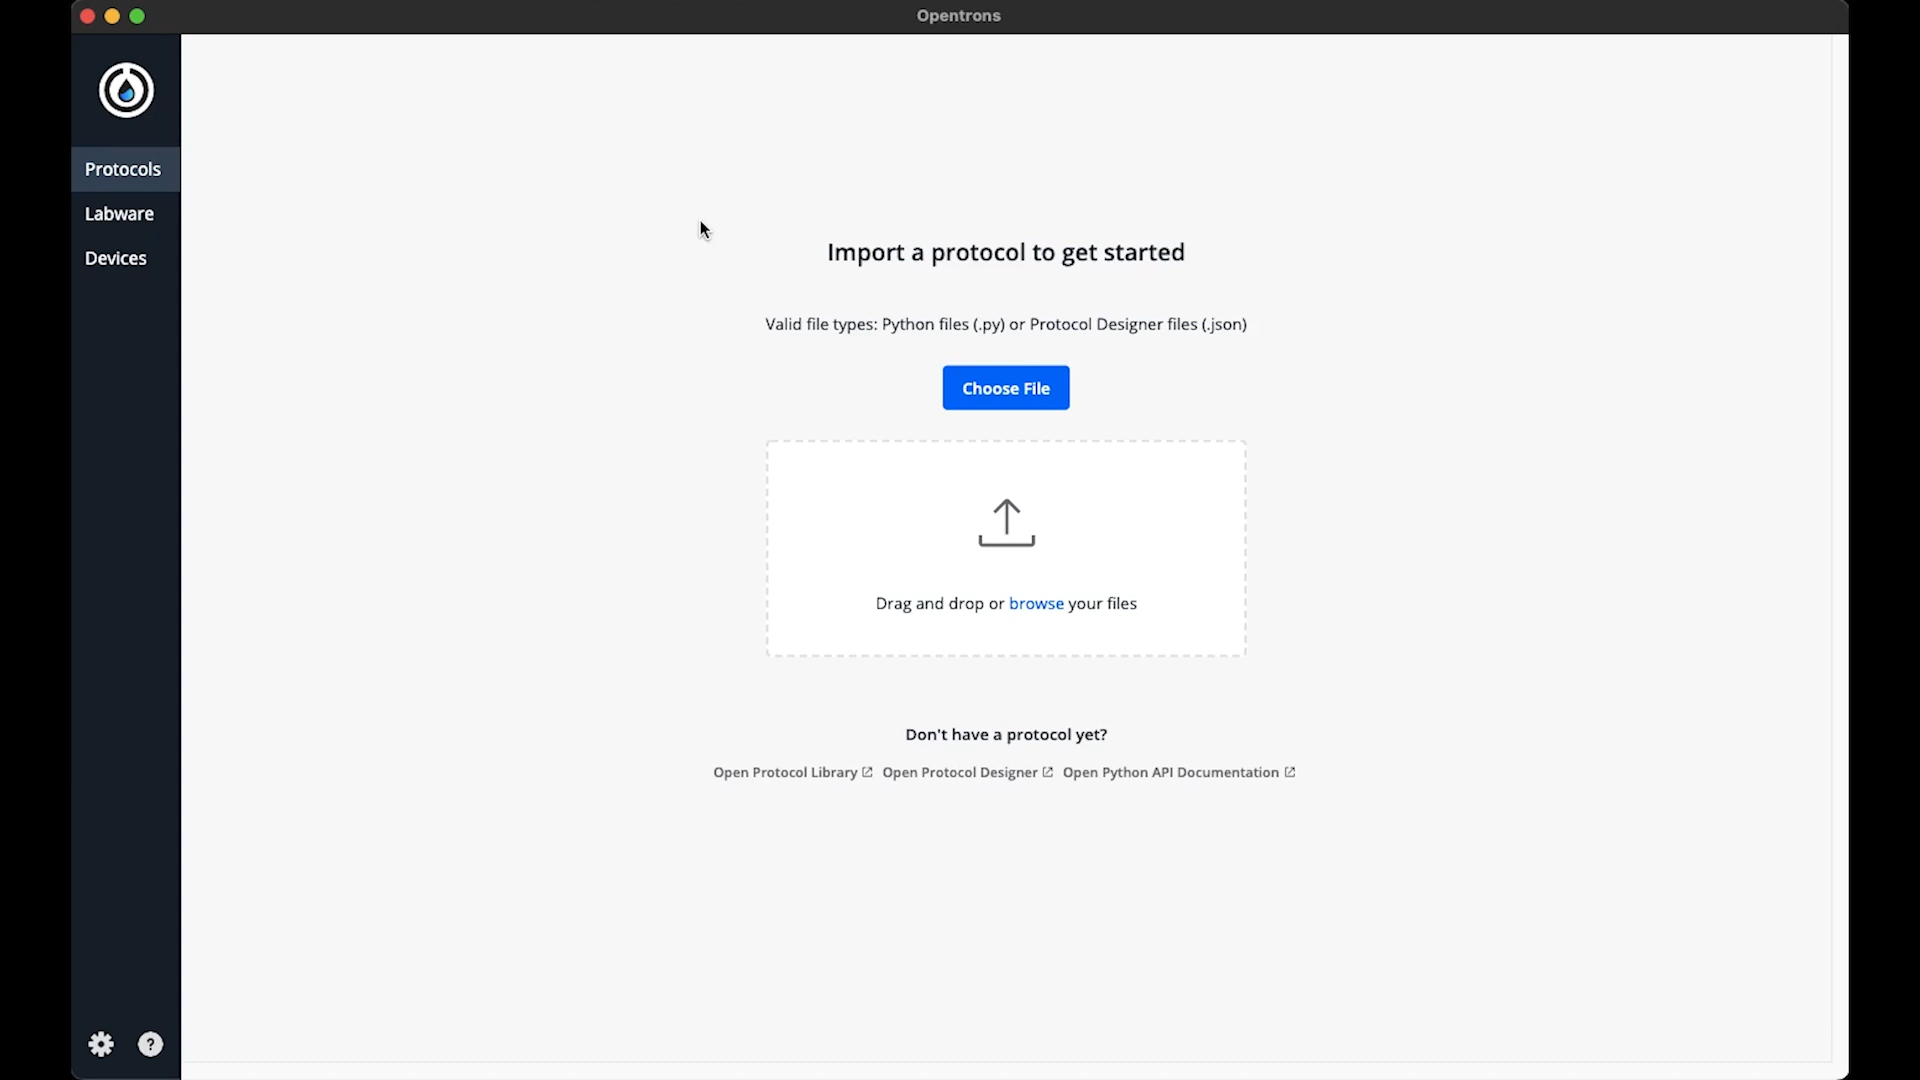 Opentrons
Protocols
Labware
Devices
Import a protocol to get started
Valid file types: Python files (.py) or Protocol Designer files (.json)
Choose File
Drag and drop or browse your files
Don't have a protocol yet?
Open Protocol Library Open Protocol Designer Open Python API Documentation
?